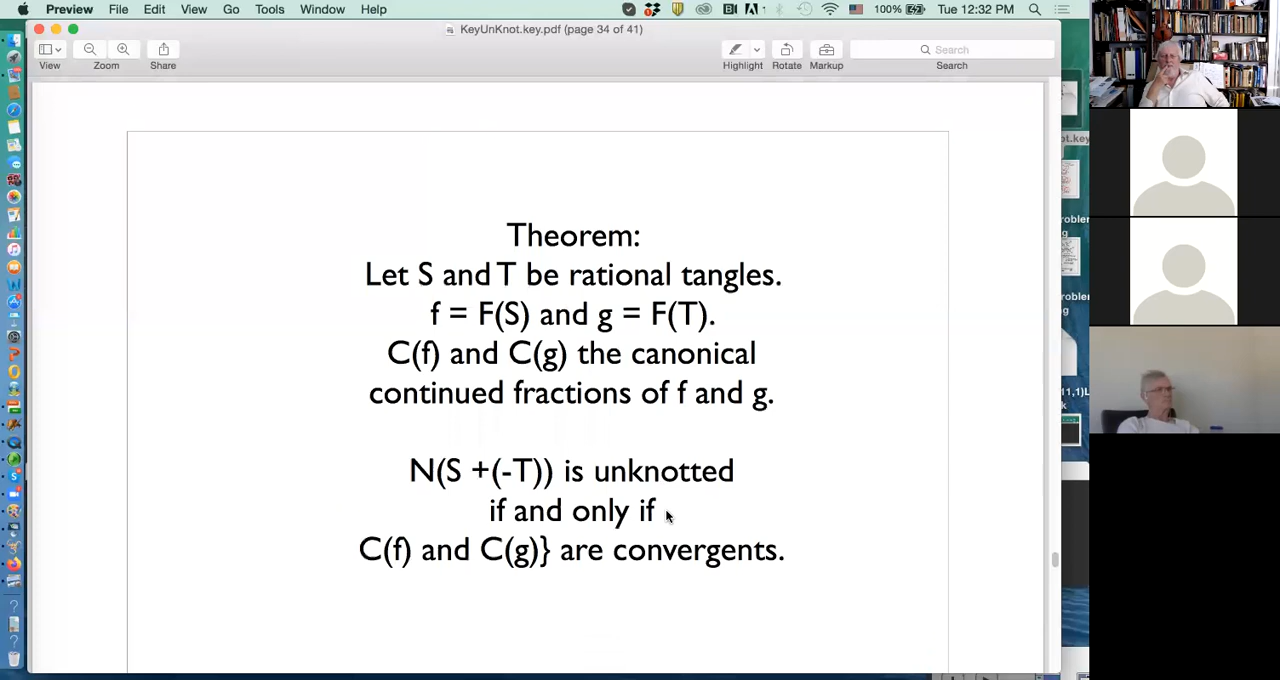 Preview File Edit View Go Tools Window Help 100% Tue 12:32 PM
KeyUnKnot.key.pdf (page 34 of 41)
Search
View Zoom Share Highlight Rotate Markup Search
Theorem:
Let S and T be rational tangles.
f = F(S) and g = F(T).
C(f) and C(g) the canonical
continued fractions of f and g.
N(S +(-T)) is unknotted
if and only if
C(f) and C(g)} are convergents.